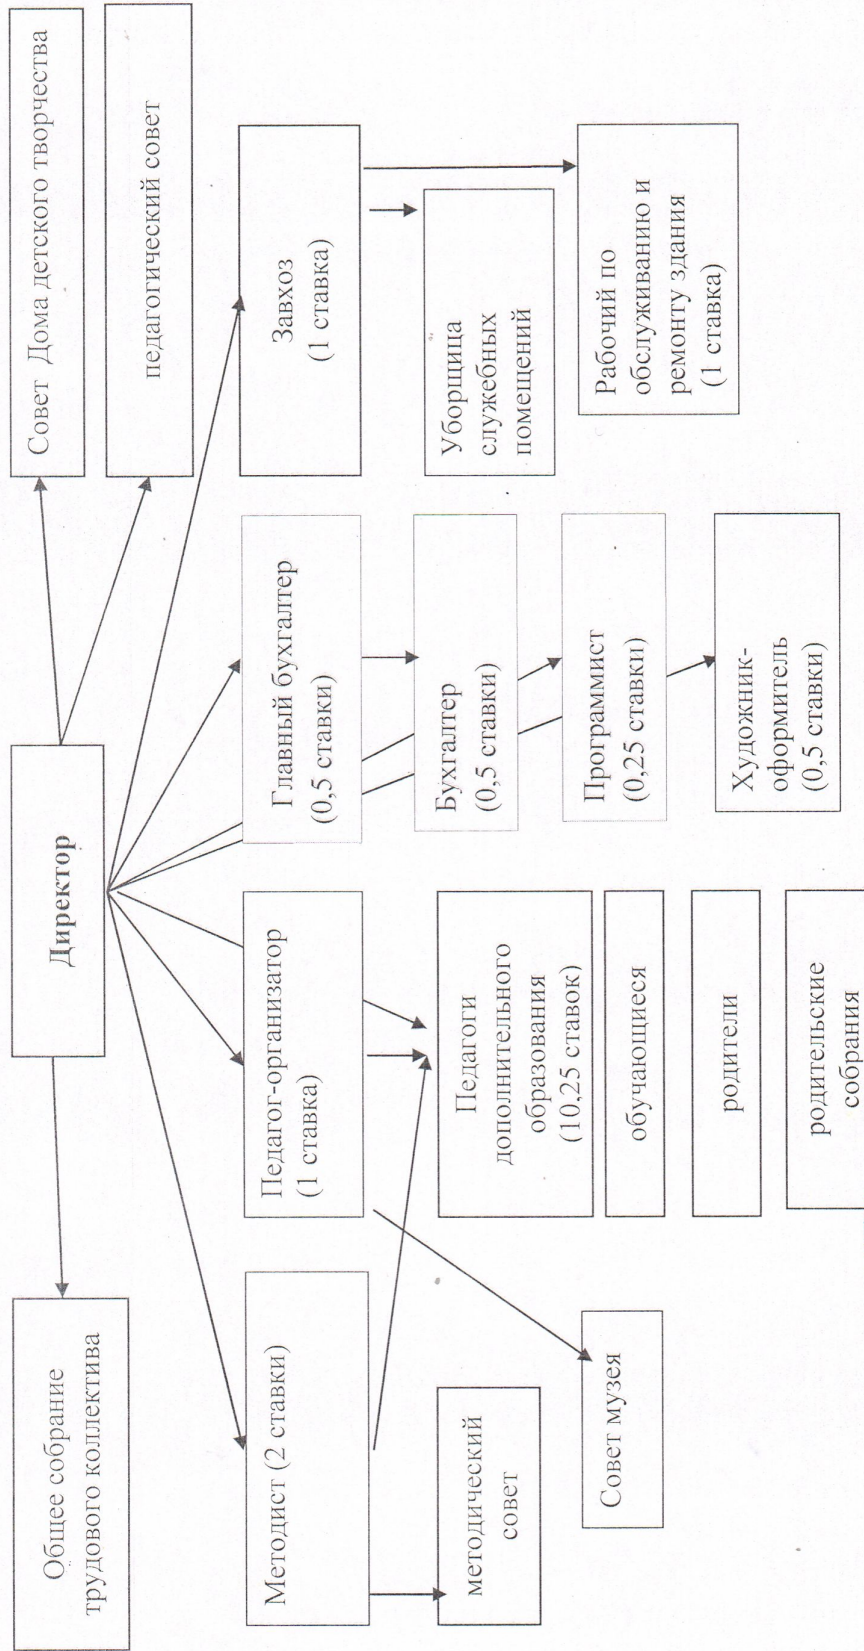 Общее собрание
трудового коллектива
Директор
Совет Дома детского творчества
педагогический совет
Методист (2 ставки)
Педагог-организатор
(1 ставка)
Главный бухгалтер
(0,5 ставки)
Завхоз
(1 ставка)
методический
совет
Педагоги
дополнительного
образования
(10,25 ставок)
Бухгалтер
(0,5 ставки)
Уборщица
служебных
помещений
Совет музея
обучающиеся
Программист
(0,25 ставки)
Рабочий по
обслуживанию и
ремонту здания
(1 ставка)
родители
Художник-
оформитель
(0,5 ставки)
родительские
собрания